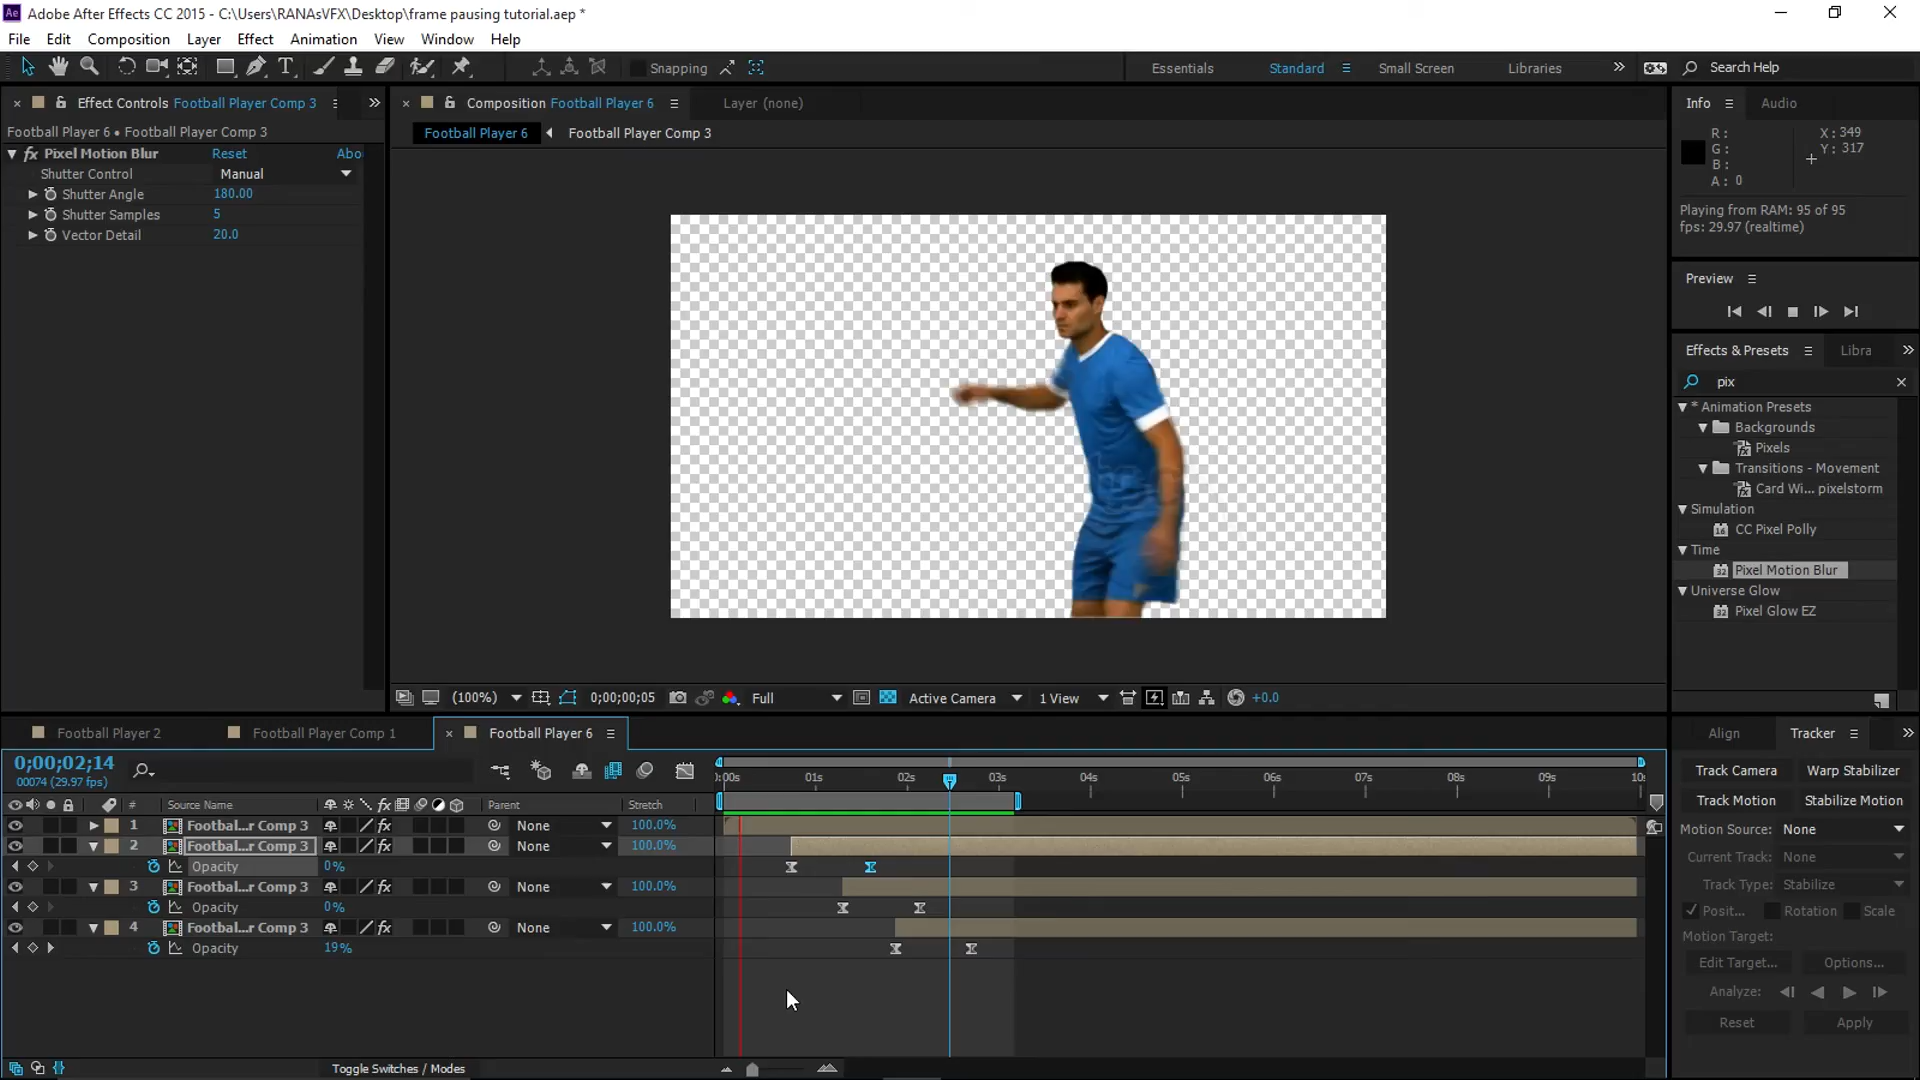 Adobe After Effects CC 2015 - C:\Users\RANAsVFX\Desktop\frame pausing tutorial.aep *
File Edit Composition Layer Effect Animation View Window Help
Snapping
Essentials Standard Small Screen Libraries Search Help
Effect Controls Football Player Comp 3
Football Player 6 • Football Player Comp 3
Pixel Motion Blur Reset Abo
Shutter Control Manual
Shutter Angle 180.00
Shutter Samples 5
Vector Detail 20.0
Composition Football Player 6 Layer (none)
Football Player 6 Football Player Comp 3
(100%) 0;00;00;05 Full Active Camera 1 View +0.0
Info Audio
R: X: 349
G: Y: 317
B:
A: 0
Playing from RAM: 95 of 95
fps: 29.97 (realtime)
Preview
Effects & Presets Libra
pix
* Animation Presets
Backgrounds
Pixels
Transitions - Movement
Card Wi... pixelstorm
Simulation
CC Pixel Polly
Time
Pixel Motion Blur
Universe Glow
Pixel Glow EZ
Football Player 2 Football Player Comp 1 Football Player 6
0;00;02;14
00074 (29.97 fps)
:00s 01s 02s 03s 04s 05s 06s 07s 08s 09s 10
# Source Name Parent Stretch
1 Footbal...r Comp 3 None 100.0%
2 Footbal...r Comp 3 None 100.0%
Opacity 0%
3 Footbal...r Comp 3 None 100.0%
Opacity 0%
4 Footbal...r Comp 3 None 100.0%
Opacity 19%
Toggle Switches / Modes
Align Tracker
Track Camera Warp Stabilizer
Track Motion Stabilize Motion
Motion Source: None
Current Track: None
Track Type: Stabilize
Posit... Rotation Scale
Motion Target:
Edit Target... Options...
Analyze:
Reset Apply